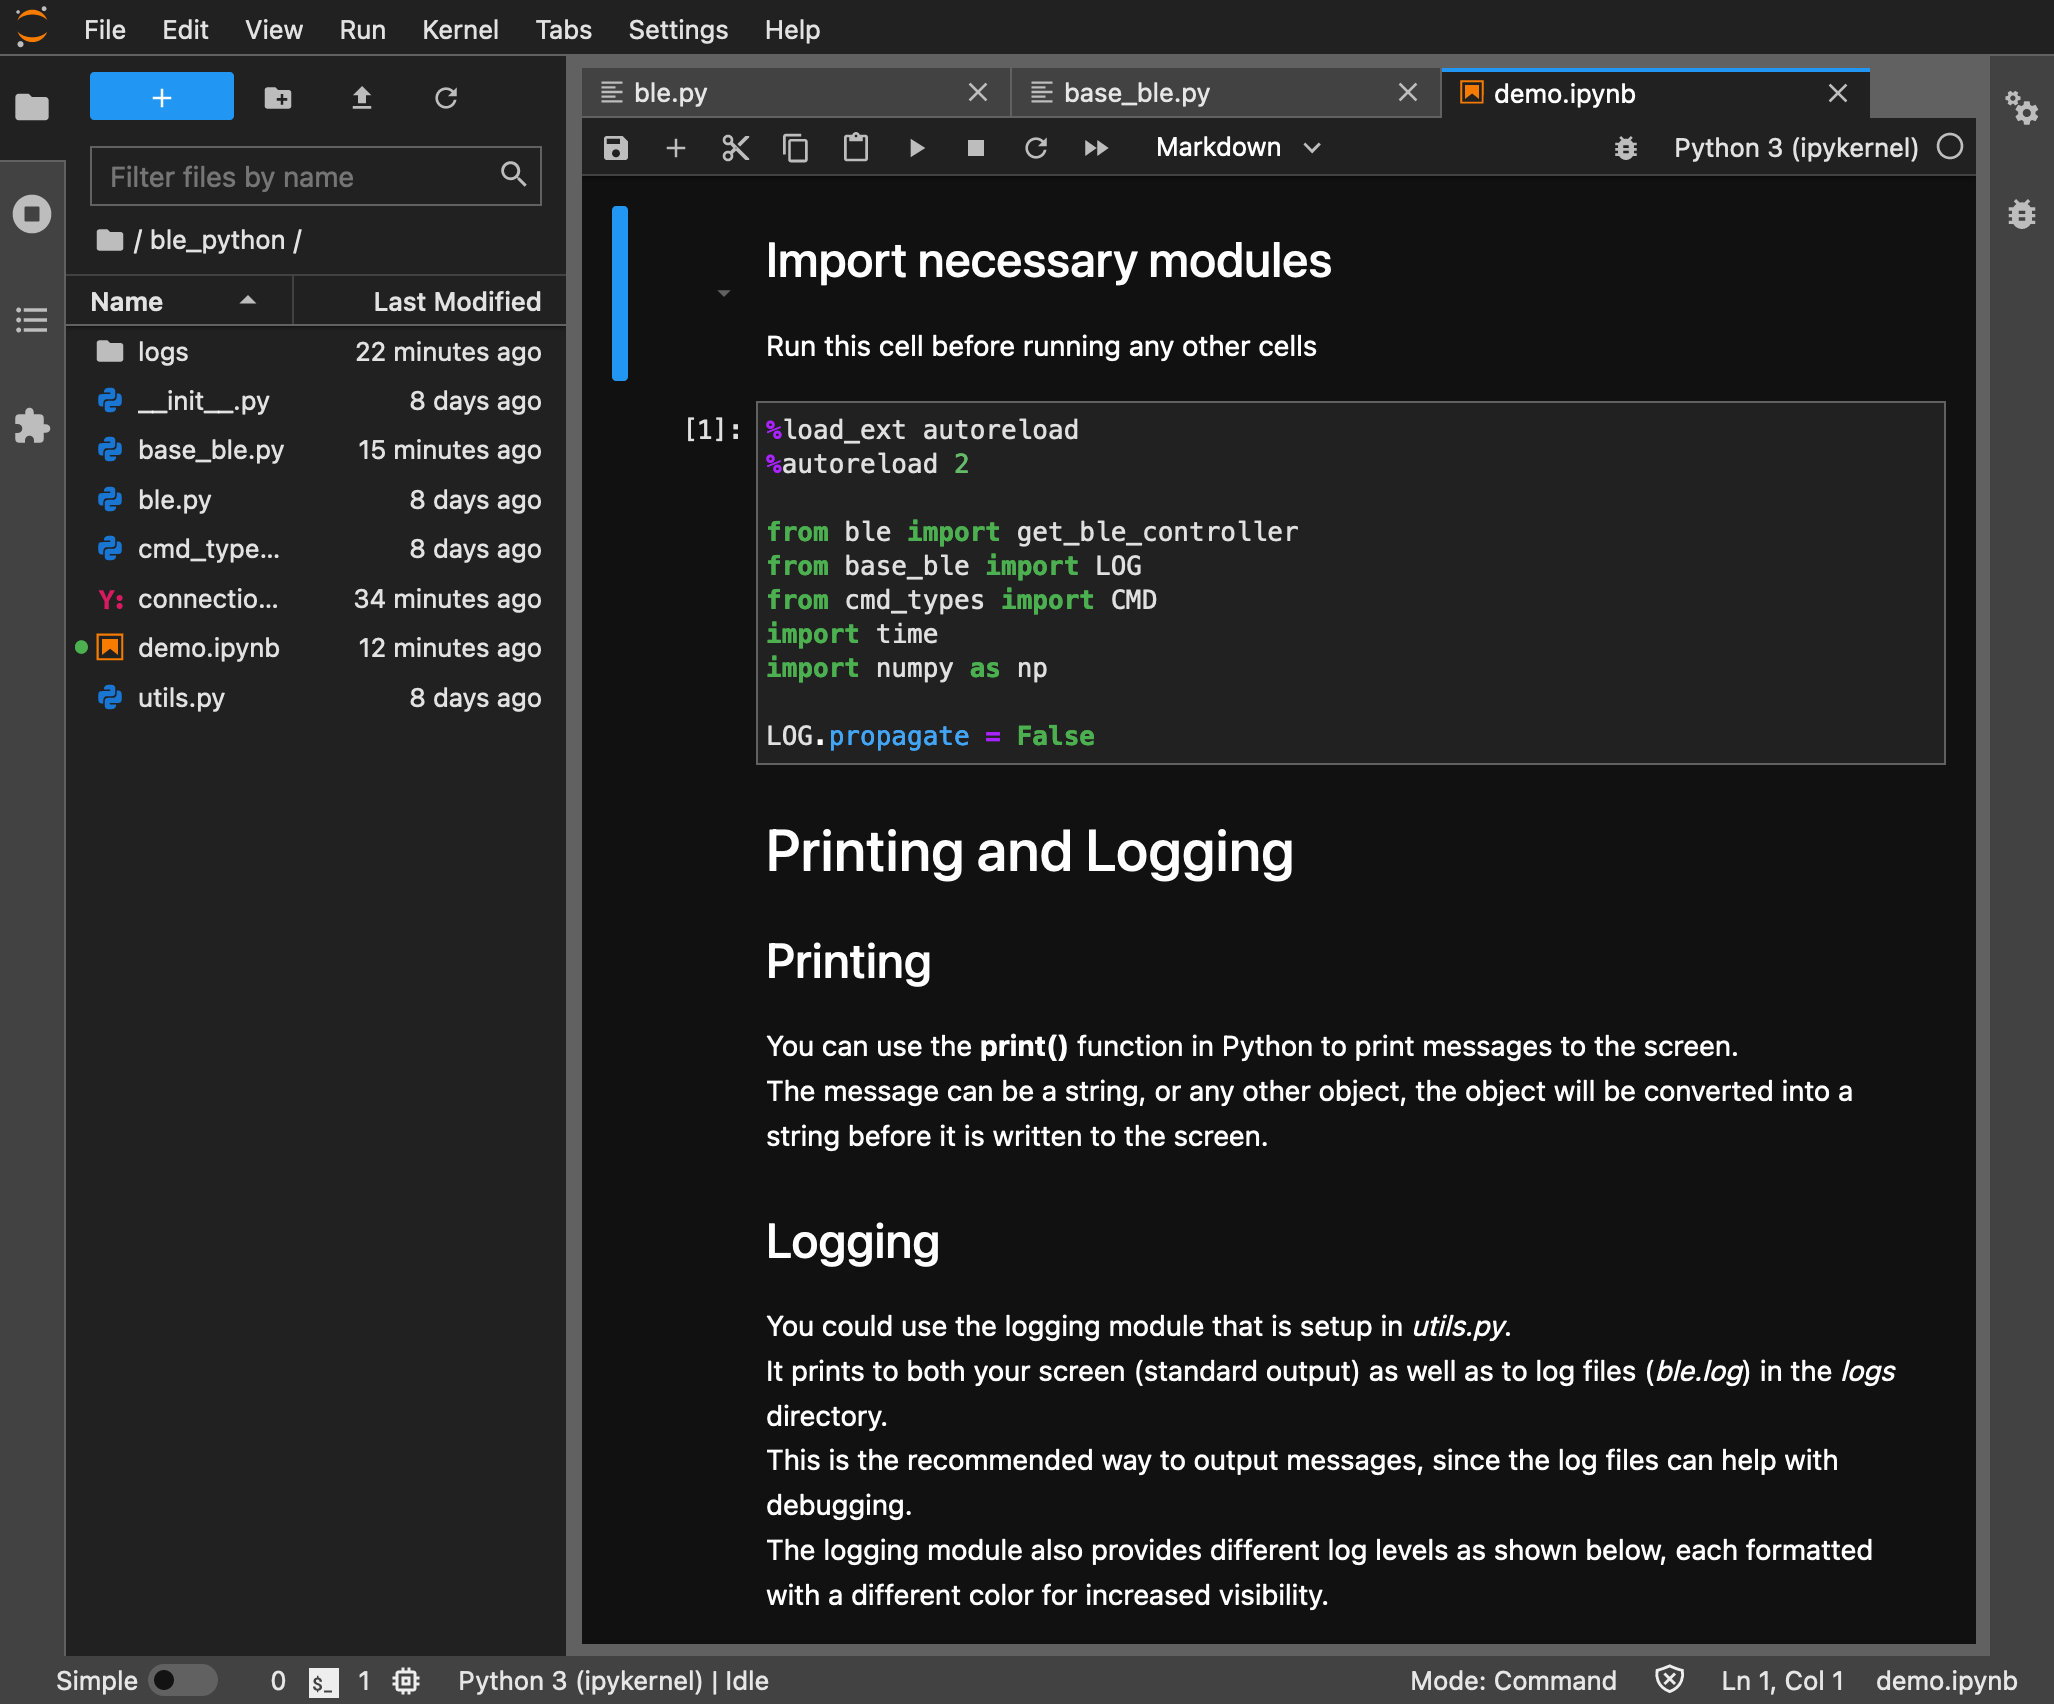 File Edit View Run Kernel Tabs Settings Help
+
Filter files by name
/ ble_python /
Name Last Modified
logs 22 minutes ago
__init__.py 8 days ago
base_ble.py 15 minutes ago
ble.py 8 days ago
cmd_type... 8 days ago
Y: connectio... 34 minutes ago
demo.ipynb 12 minutes ago
utils.py 8 days ago
ble.py base_ble.py demo.ipynb
Markdown Python 3 (ipykernel)
Import necessary modules
Run this cell before running any other cells
[1]: %load_ext autoreload
%autoreload 2
from ble import get_ble_controller
from base_ble import LOG
from cmd_types import CMD
import time
import numpy as np
LOG.propagate = False
Printing and Logging
Printing
You can use the print() function in Python to print messages to the screen.
The message can be a string, or any other object, the object will be converted into a
string before it is written to the screen.
Logging
You could use the logging module that is setup in utils.py.
It prints to both your screen (standard output) as well as to log files (ble.log) in the logs
directory.
This is the recommended way to output messages, since the log files can help with
debugging.
The logging module also provides different log levels as shown below, each formatted
with a different color for increased visibility.
Simple 0 $_ 1 Python 3 (ipykernel) | Idle Mode: Command Ln 1, Col 1 demo.ipynb